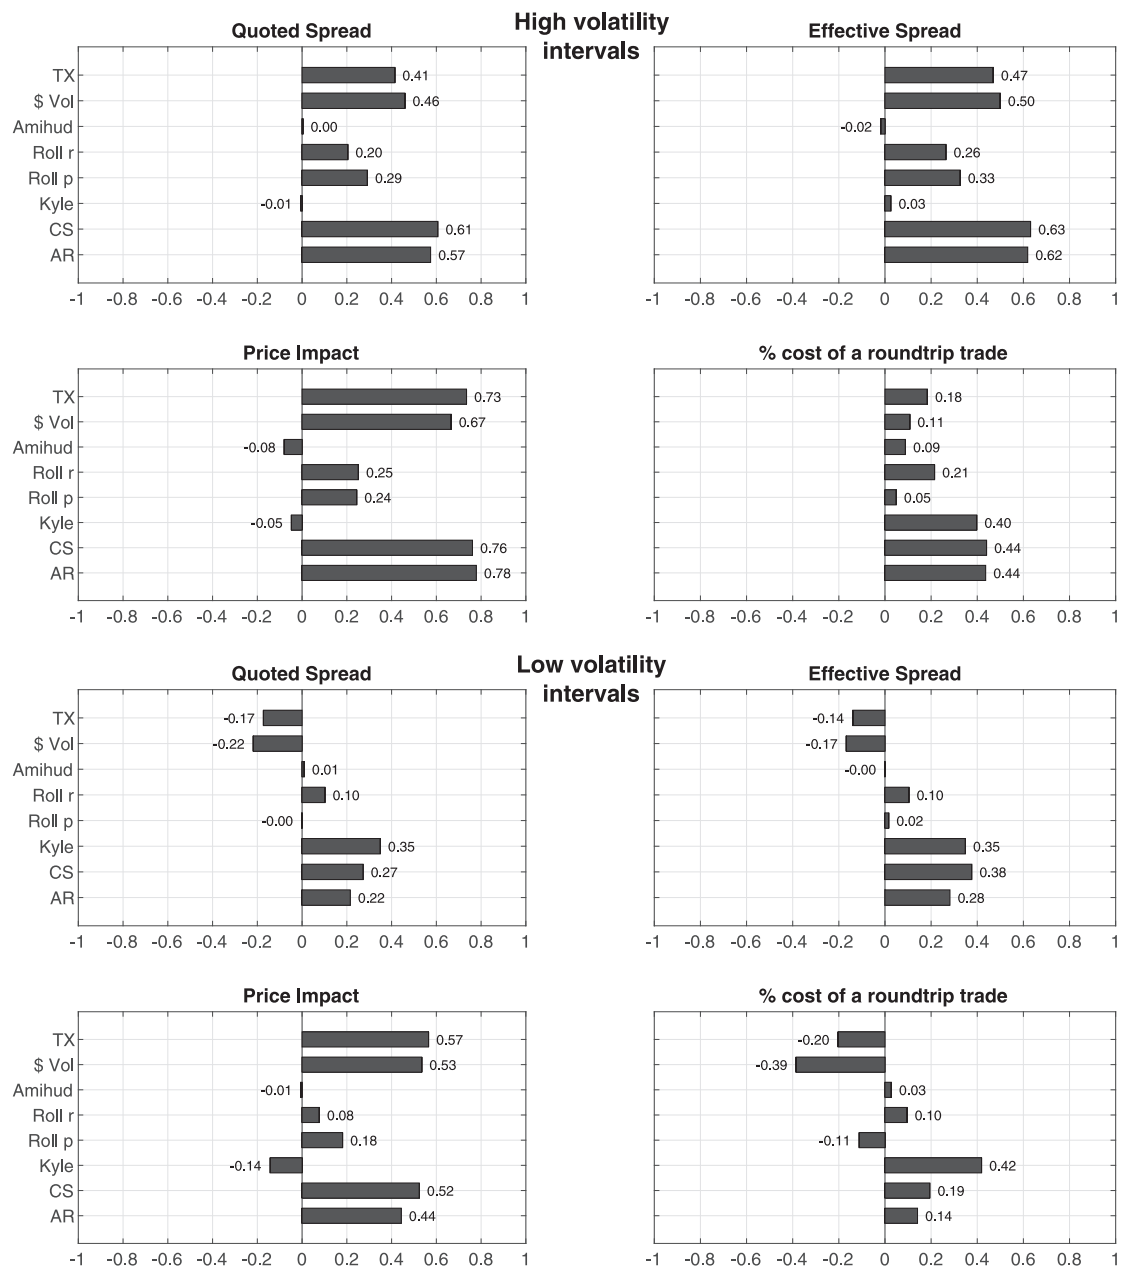 High volatility
intervals
Quoted Spread
TX 0.41
$ Vol 0.46
Amihud 0.00
Roll r 0.20
Roll p 0.29
Kyle -0.01
CS 0.61
AR 0.57
-1 -0.8 -0.6 -0.4 -0.2 0 0.2 0.4 0.6 0.8 1
Effective Spread
0.47
0.50
-0.02
0.26
0.33
0.03
0.63
0.62
-1 -0.8 -0.6 -0.4 -0.2 0 0.2 0.4 0.6 0.8 1
Price Impact
TX 0.73
$ Vol 0.67
Amihud -0.08
Roll r 0.25
Roll p 0.24
Kyle -0.05
CS 0.76
AR 0.78
-1 -0.8 -0.6 -0.4 -0.2 0 0.2 0.4 0.6 0.8 1
% cost of a roundtrip trade
0.18
0.11
0.09
0.21
0.05
0.40
0.44
0.44
-1 -0.8 -0.6 -0.4 -0.2 0 0.2 0.4 0.6 0.8 1
Low volatility
intervals
Quoted Spread
TX -0.17
$ Vol -0.22
Amihud 0.01
Roll r 0.10
Roll p -0.00
Kyle 0.35
CS 0.27
AR 0.22
-1 -0.8 -0.6 -0.4 -0.2 0 0.2 0.4 0.6 0.8 1
Effective Spread
-0.14
-0.17
-0.00
0.10
0.02
0.35
0.38
0.28
-1 -0.8 -0.6 -0.4 -0.2 0 0.2 0.4 0.6 0.8 1
Price Impact
TX 0.57
$ Vol 0.53
Amihud -0.01
Roll r 0.08
Roll p 0.18
Kyle -0.14
CS 0.52
AR 0.44
-1 -0.8 -0.6 -0.4 -0.2 0 0.2 0.4 0.6 0.8 1
% cost of a roundtrip trade
-0.20
-0.39
0.03
0.10
-0.11
0.42
0.19
0.14
-1 -0.8 -0.6 -0.4 -0.2 0 0.2 0.4 0.6 0.8 1